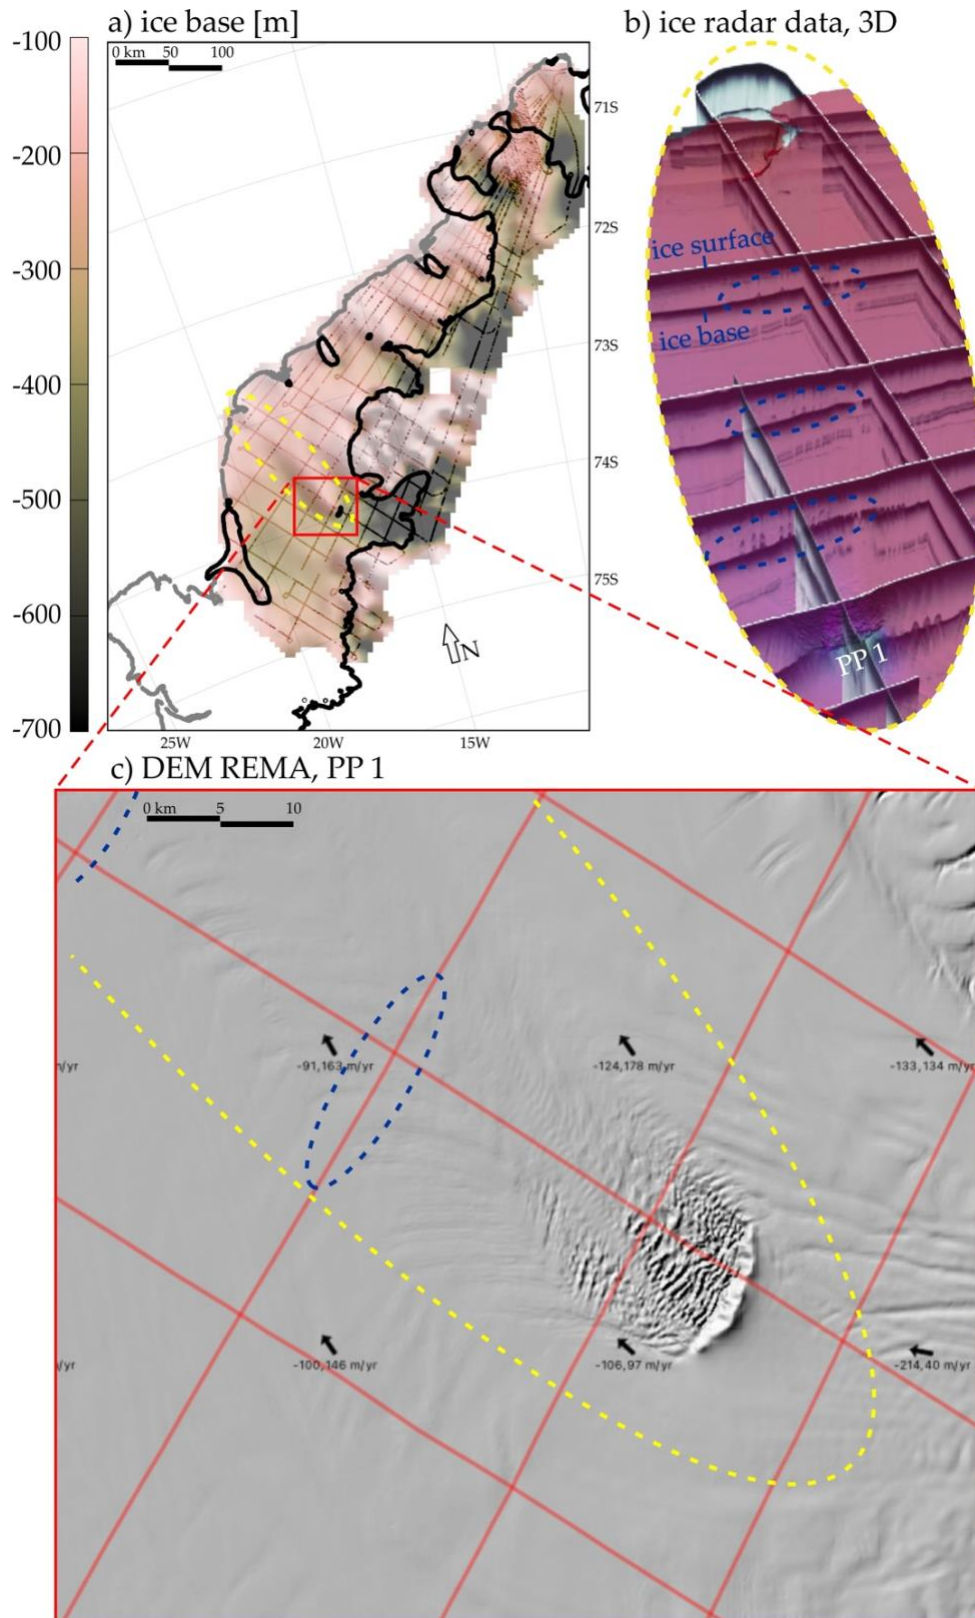 a) ice base [m]
b) ice radar data, 3D
-100
-200
-300
-400
-500
-600
-700
0 km 50 100
71S
72S
73S
74S
75S
N
25W 20W 15W
ice surface
ice base
PP 1
c) DEM REMA, PP 1
0 km 5 10
m/yr
-91,163 m/yr
-124,178 m/yr
-133,134 m/yr
/yr
-100,146 m/yr
-106,97 m/yr
-214,40 m/yr